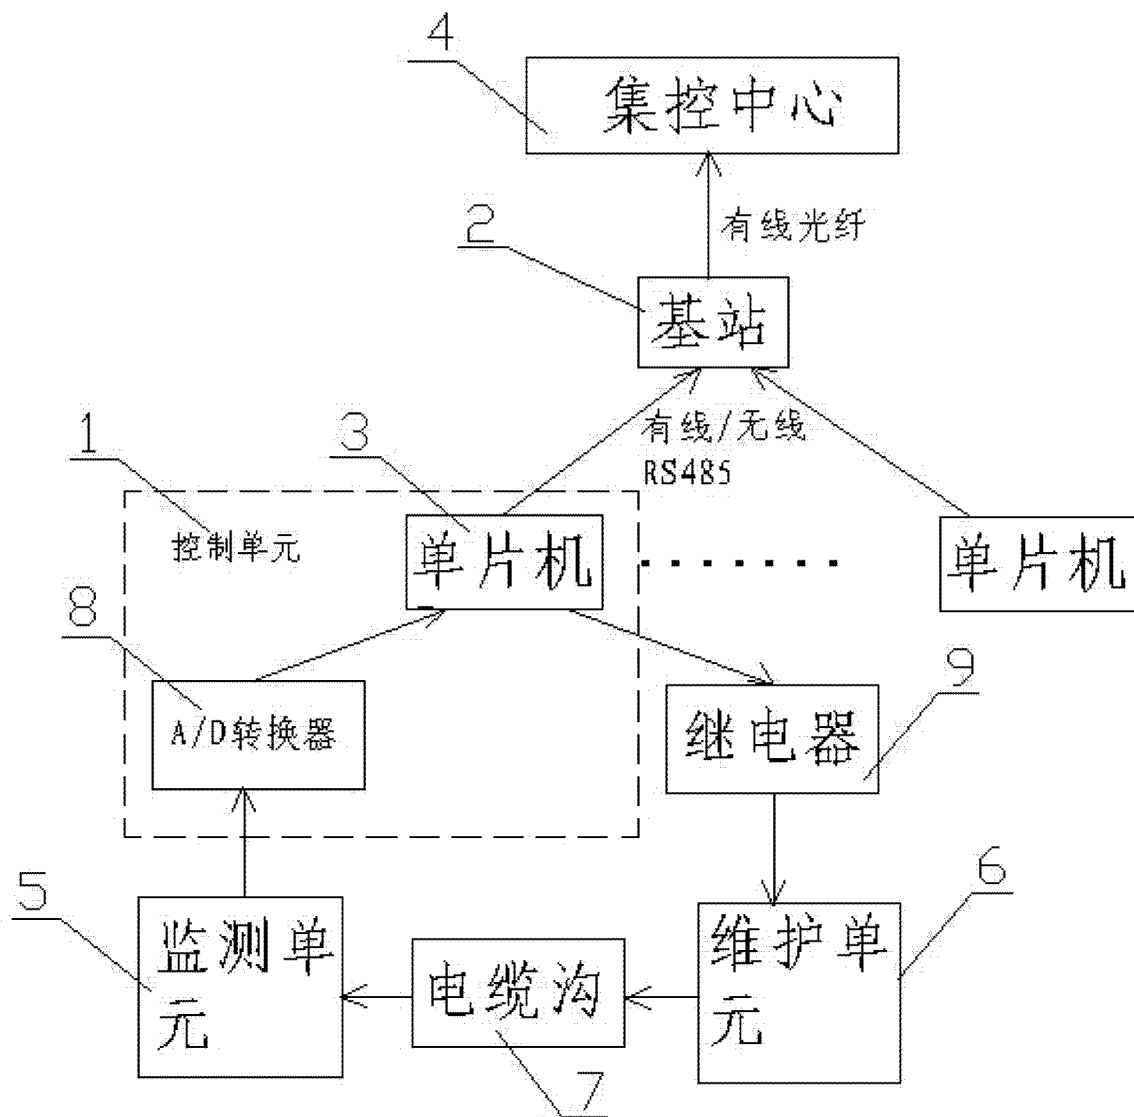 4
集控中心
2
有线光纤
基站
1
3
有线/无线
RS485
控制单元
单片机
单片机
8
9
A/D转换器
继电器
5
6
监测单
元
电缆沟
维护单
元
7